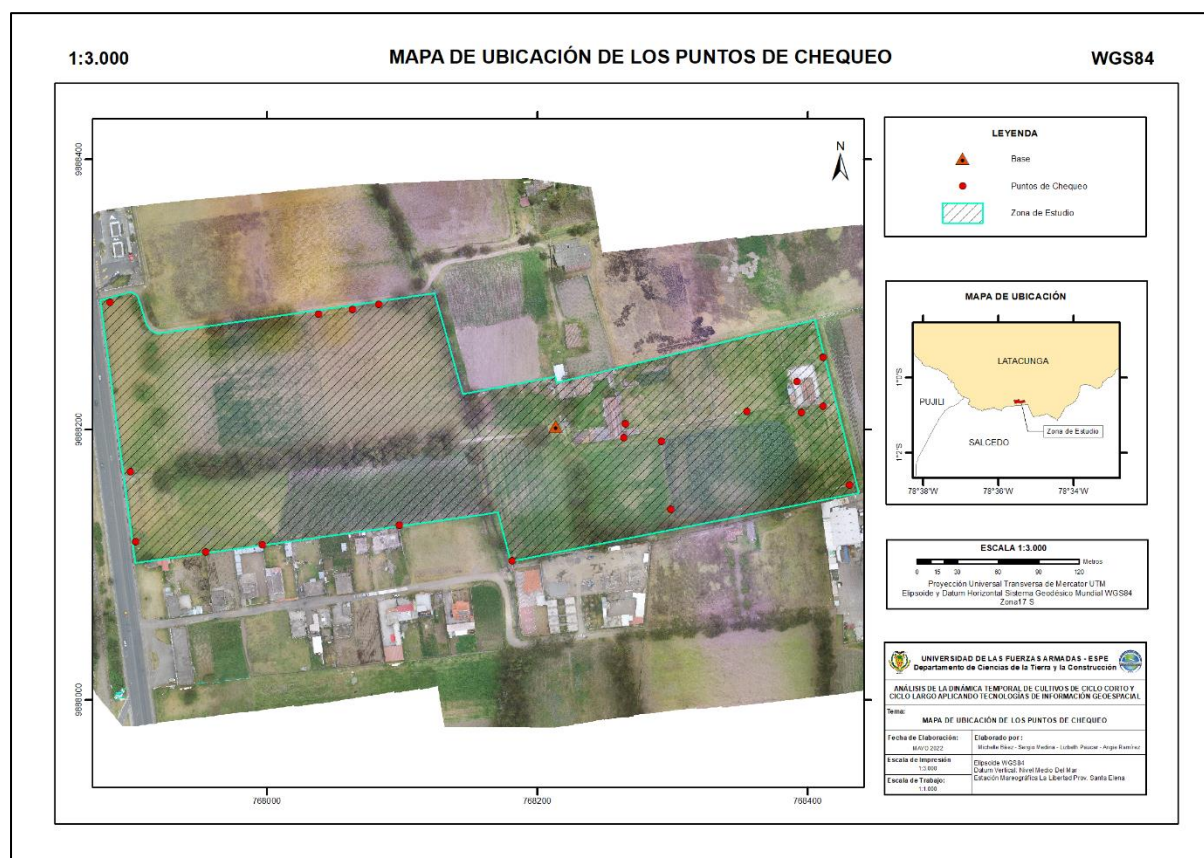 1:3.000
MAPA DE UBICACIÓN DE LOS PUNTOS DE CHEQUEO
WGS84
9888400
9888200
9888000
768000
768200
768400
N
LEYENDA
Base
Puntos de Chequeo
Zona de Estudio
MAPA DE UBICACIÓN
LATACUNGA
PUJILI
SALCEDO
Zona de Estudio
1°0'S
1°2'S
78°38'W
78°36'W
78°34'W
ESCALA 1:3.000
0 15 30 60 90 120 Metros
Proyección Universal Transversa de Mercator UTM
Elipsoide y Datum Horizontal Sistema Geodésico Mundial WGS84
Zona17 S
UNIVERSIDAD DE LAS FUERZAS ARMADAS - ESPE
Departamento de Ciencias de la Tierra y la Construcción
ANÁLISIS DE LA DINÁMICA TEMPORAL DE CULTIVOS DE CICLO CORTO Y
CICLO LARGO APLICANDO TECNOLOGÍAS DE INFORMACIÓN GEOESPACIAL
Tema:
MAPA DE UBICACIÓN DE LOS PUNTOS DE CHEQUEO
Fecha de Elaboración:
MAYO 2022
Elaborado por:
Michelle Báez - Sergio Medina - Lizbeth Paucar - Angie Ramírez
Escala de Impresión
1:3.000
Escala de Trabajo:
1:1.000
Elipsoide WGS84
Datum Vertical: Nivel Medio Del Mar
Estación Mareográfica La Libertad Prov. Santa Elena